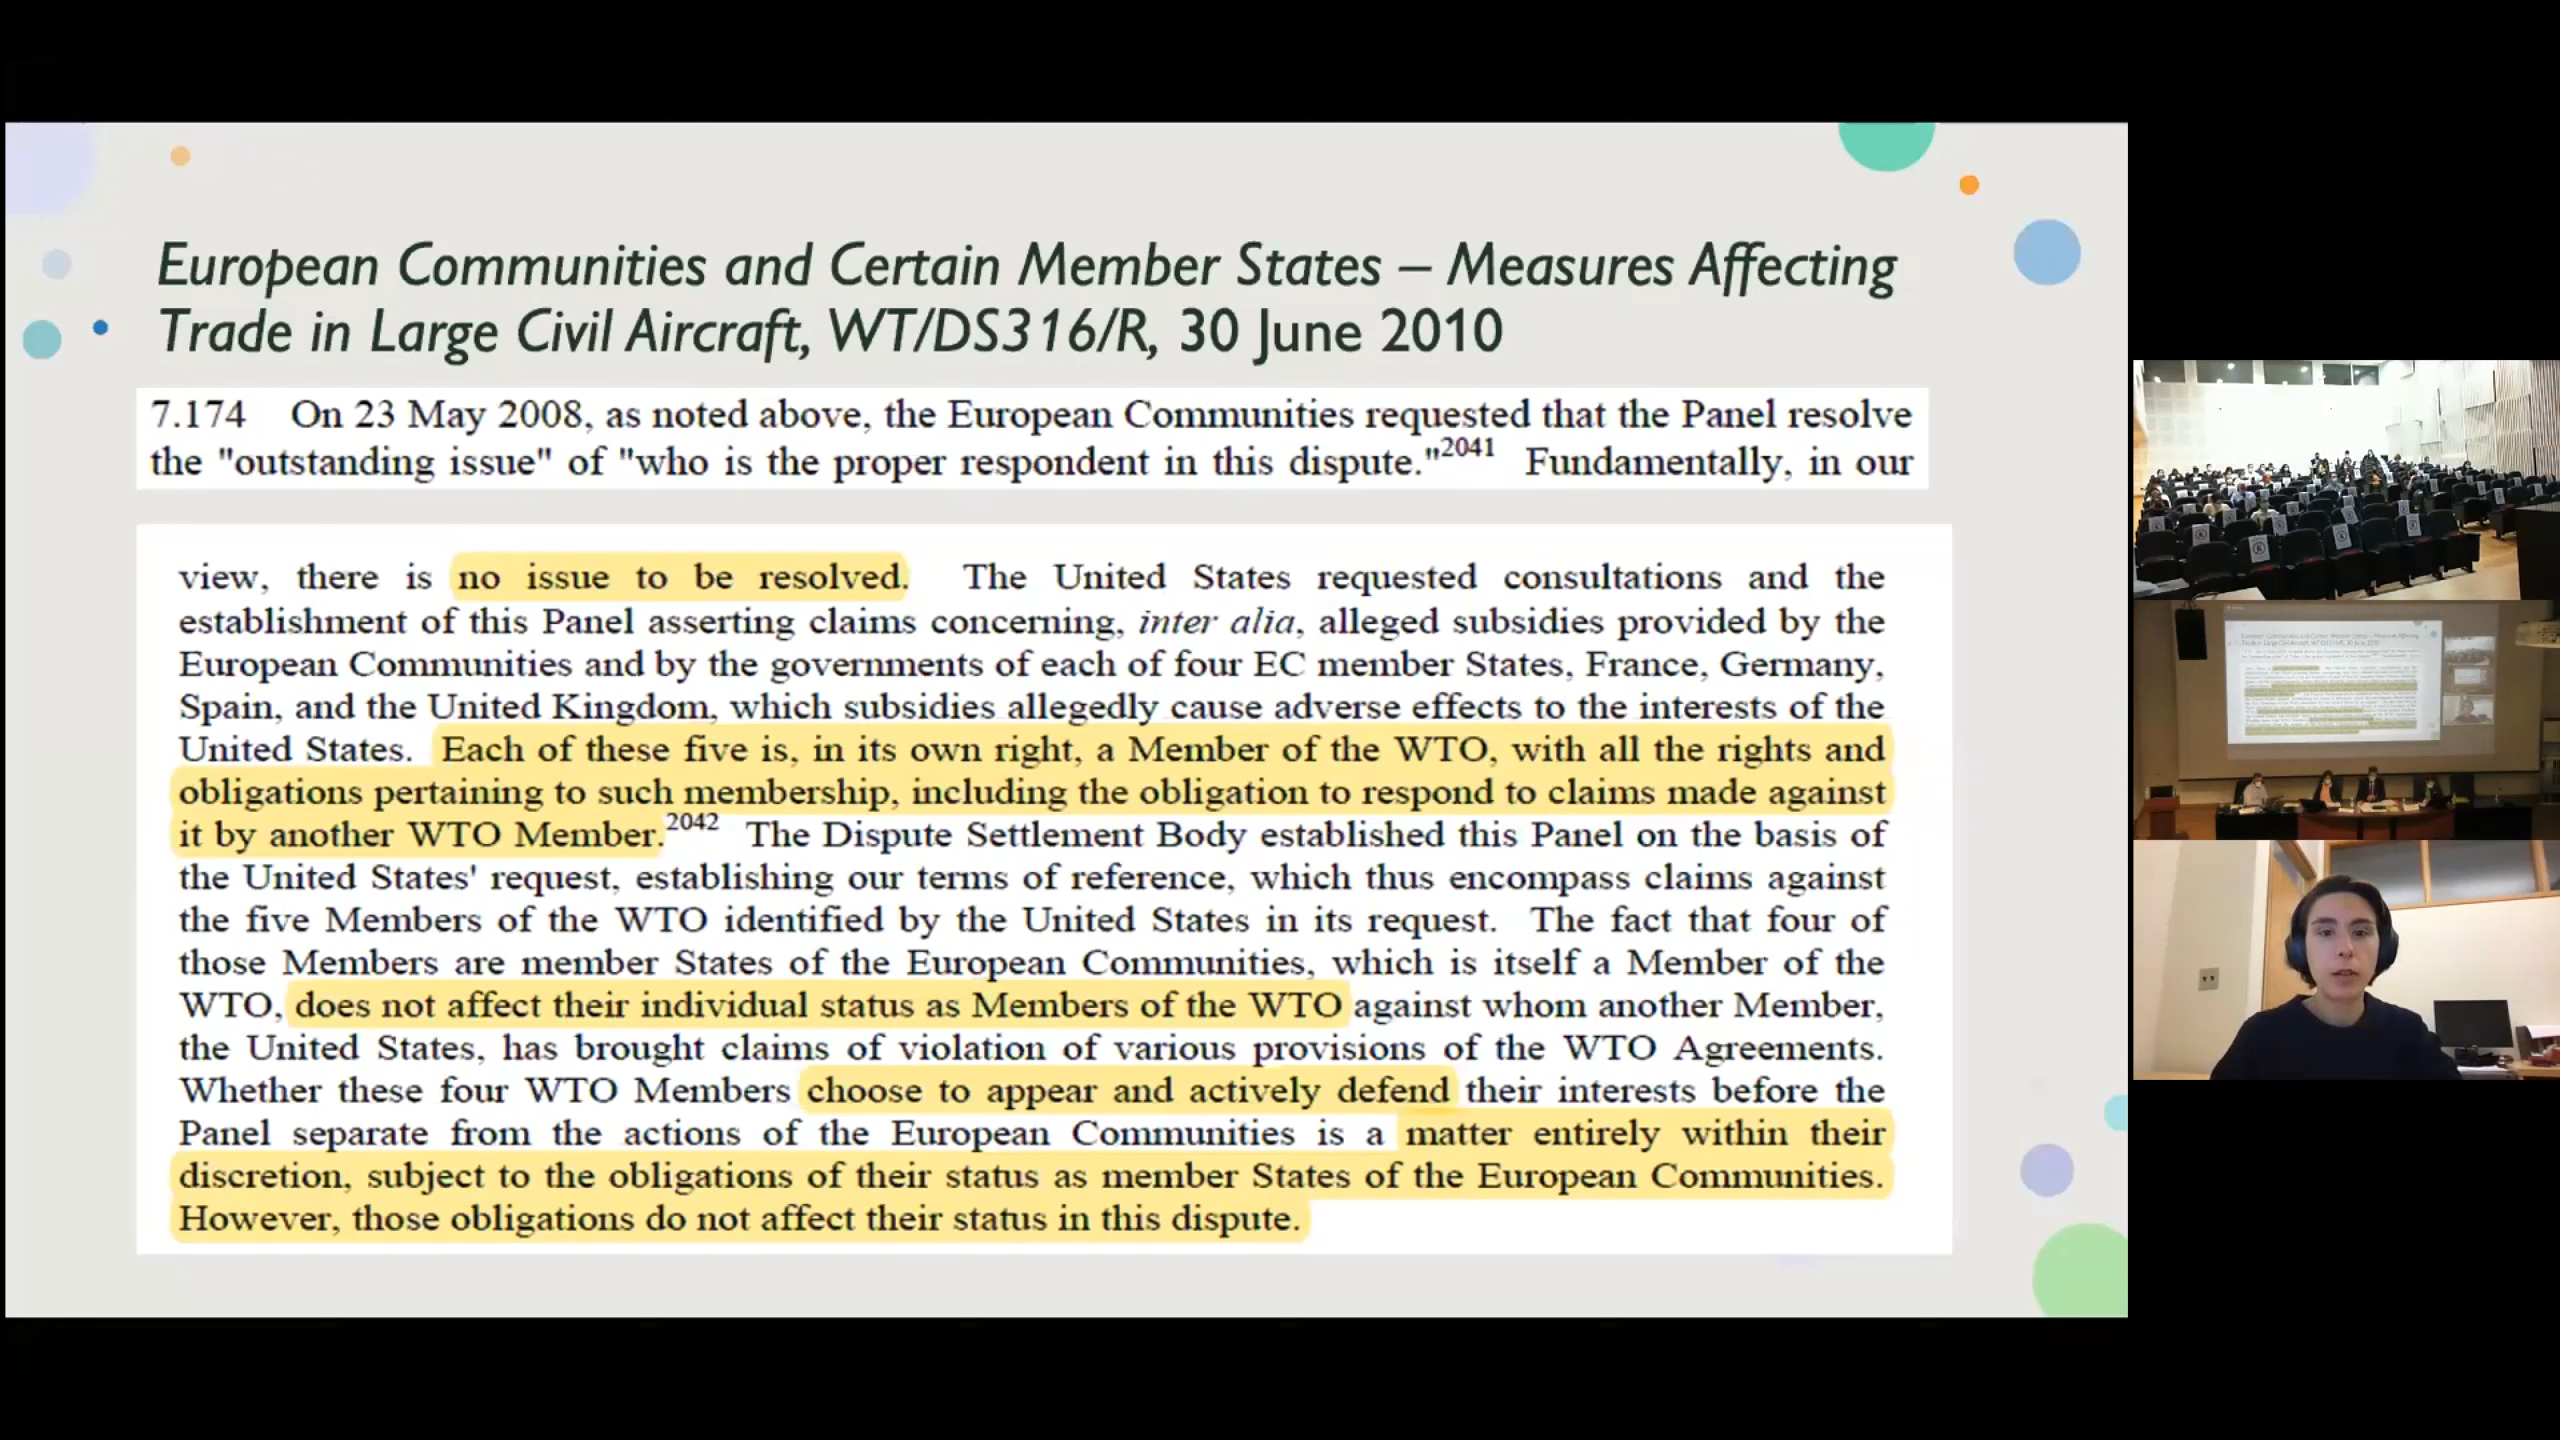 European Communities and Certain Member States – Measures Affecting
Trade in Large Civil Aircraft, WT/DS316/R, 30 June 2010
7.174 On 23 May 2008, as noted above, the European Communities requested that the Panel resolve
the "outstanding issue" of "who is the proper respondent in this dispute."2041 Fundamentally, in our
view, there is no issue to be resolved. The United States requested consultations and the
establishment of this Panel asserting claims concerning, inter alia, alleged subsidies provided by the
European Communities and by the governments of each of four EC member States, France, Germany,
Spain, and the United Kingdom, which subsidies allegedly cause adverse effects to the interests of the
United States. Each of these five is, in its own right, a Member of the WTO, with all the rights and
obligations pertaining to such membership, including the obligation to respond to claims made against
it by another WTO Member.2042 The Dispute Settlement Body established this Panel on the basis of
the United States' request, establishing our terms of reference, which thus encompass claims against
the five Members of the WTO identified by the United States in its request. The fact that four of
those Members are member States of the European Communities, which is itself a Member of the
WTO, does not affect their individual status as Members of the WTO against whom another Member,
the United States, has brought claims of violation of various provisions of the WTO Agreements.
Whether these four WTO Members choose to appear and actively defend their interests before the
Panel separate from the actions of the European Communities is a matter entirely within their
discretion, subject to the obligations of their status as member States of the European Communities.
However, those obligations do not affect their status in this dispute.